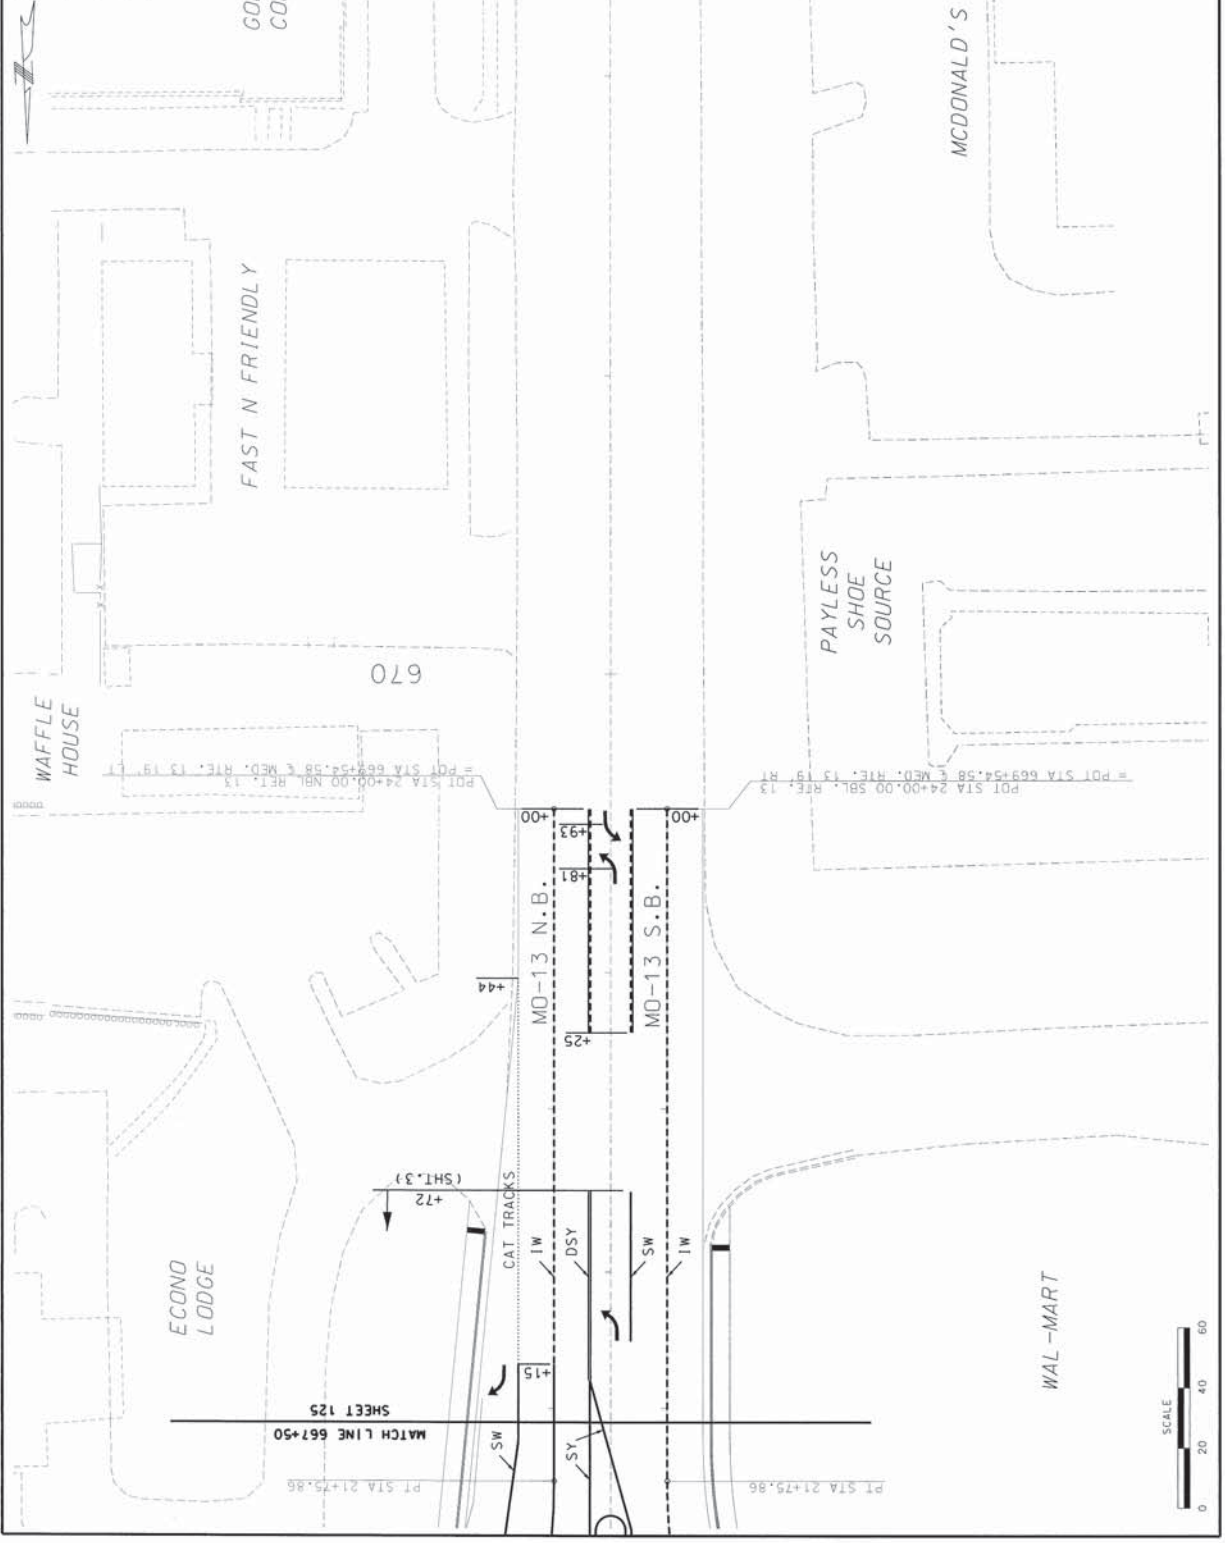 GO
CO
MCDONALD'S
FAST N FRIENDLY
PAYLESS
SHOE
SOURCE
670
WAFFLE
HOUSE
POT STA 24+00.00 NBL RET. 13
= POT STA 669+54.58 ℄ MED. RTE. 13 19' LT
POT STA 24+00.00 SBL. RTE. 13
= POT STA 669+54.58 ℄ MED. RTE. 13 19' RT
+00
+93
+00
+81
MO-13 N.B.
MO-13 S.B.
+44
+25
+72
(SHT.3)
CAT TRACKS
IW
DSY
SW
IW
ECONO
LODGE
WAL-MART
+15
MATCH LINE 667+50
SHEET 125
SW
SY
PT STA 21+75.86
PT STA 21+75.86
SCALE
0 20 40 60